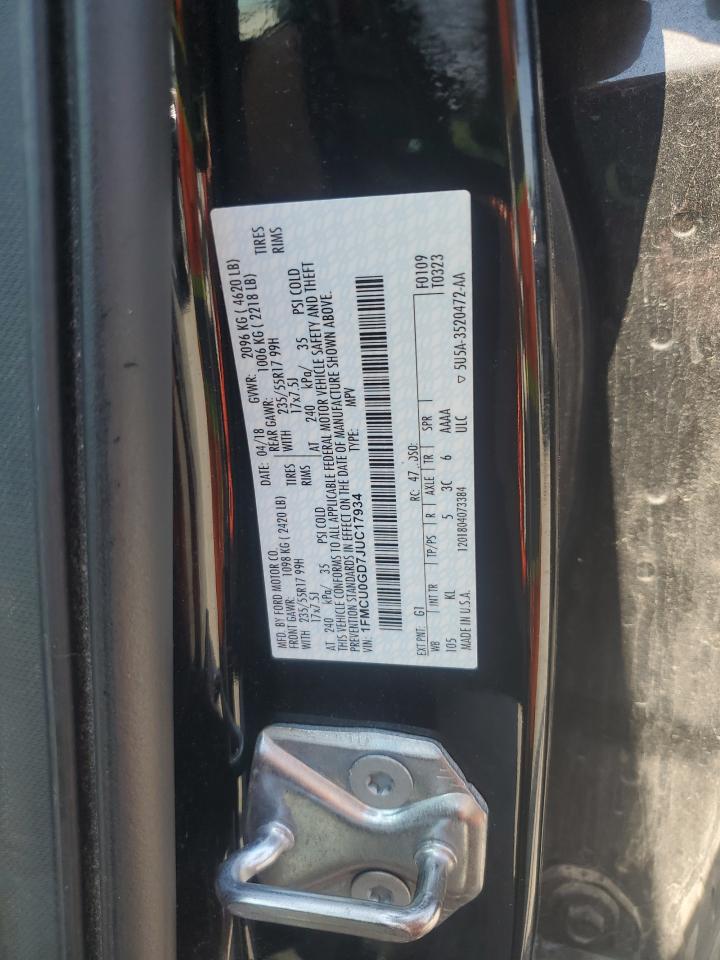 MFD. BY FORD MOTOR CO.
DATE: 04/18 GVWR: 2096 KG ( 4620 LB)
FRONT GAWR: 1098 KG ( 2420 LB)
REAR GAWR: 1006 KG ( 2218 LB)
WITH 235/55R17 99H TIRES
WITH 235/55R17 99H TIRES
17x7.5J RIMS
17x7.5J RIMS
AT 240 kPa/ 35 PSI COLD
AT 240 kPa/ 35 PSI COLD
THIS VEHICLE CONFORMS TO ALL APPLICABLE FEDERAL MOTOR VEHICLE SAFETY AND THEFT
PREVENTION STANDARDS IN EFFECT ON THE DATE OF MANUFACTURE SHOWN ABOVE.
VIN: 1FMCU0GD7JUC17934
TYPE: MPV
EXT PNT: G1 RC: 47 DSO: F0109
WB INT TR TP/PS R AXLE TR SPR T0323
105 KL 5 3C 6 AAAA
MADE IN U.S.A. 1201804073384 ULC
▽ 5U5A-3520472-AA